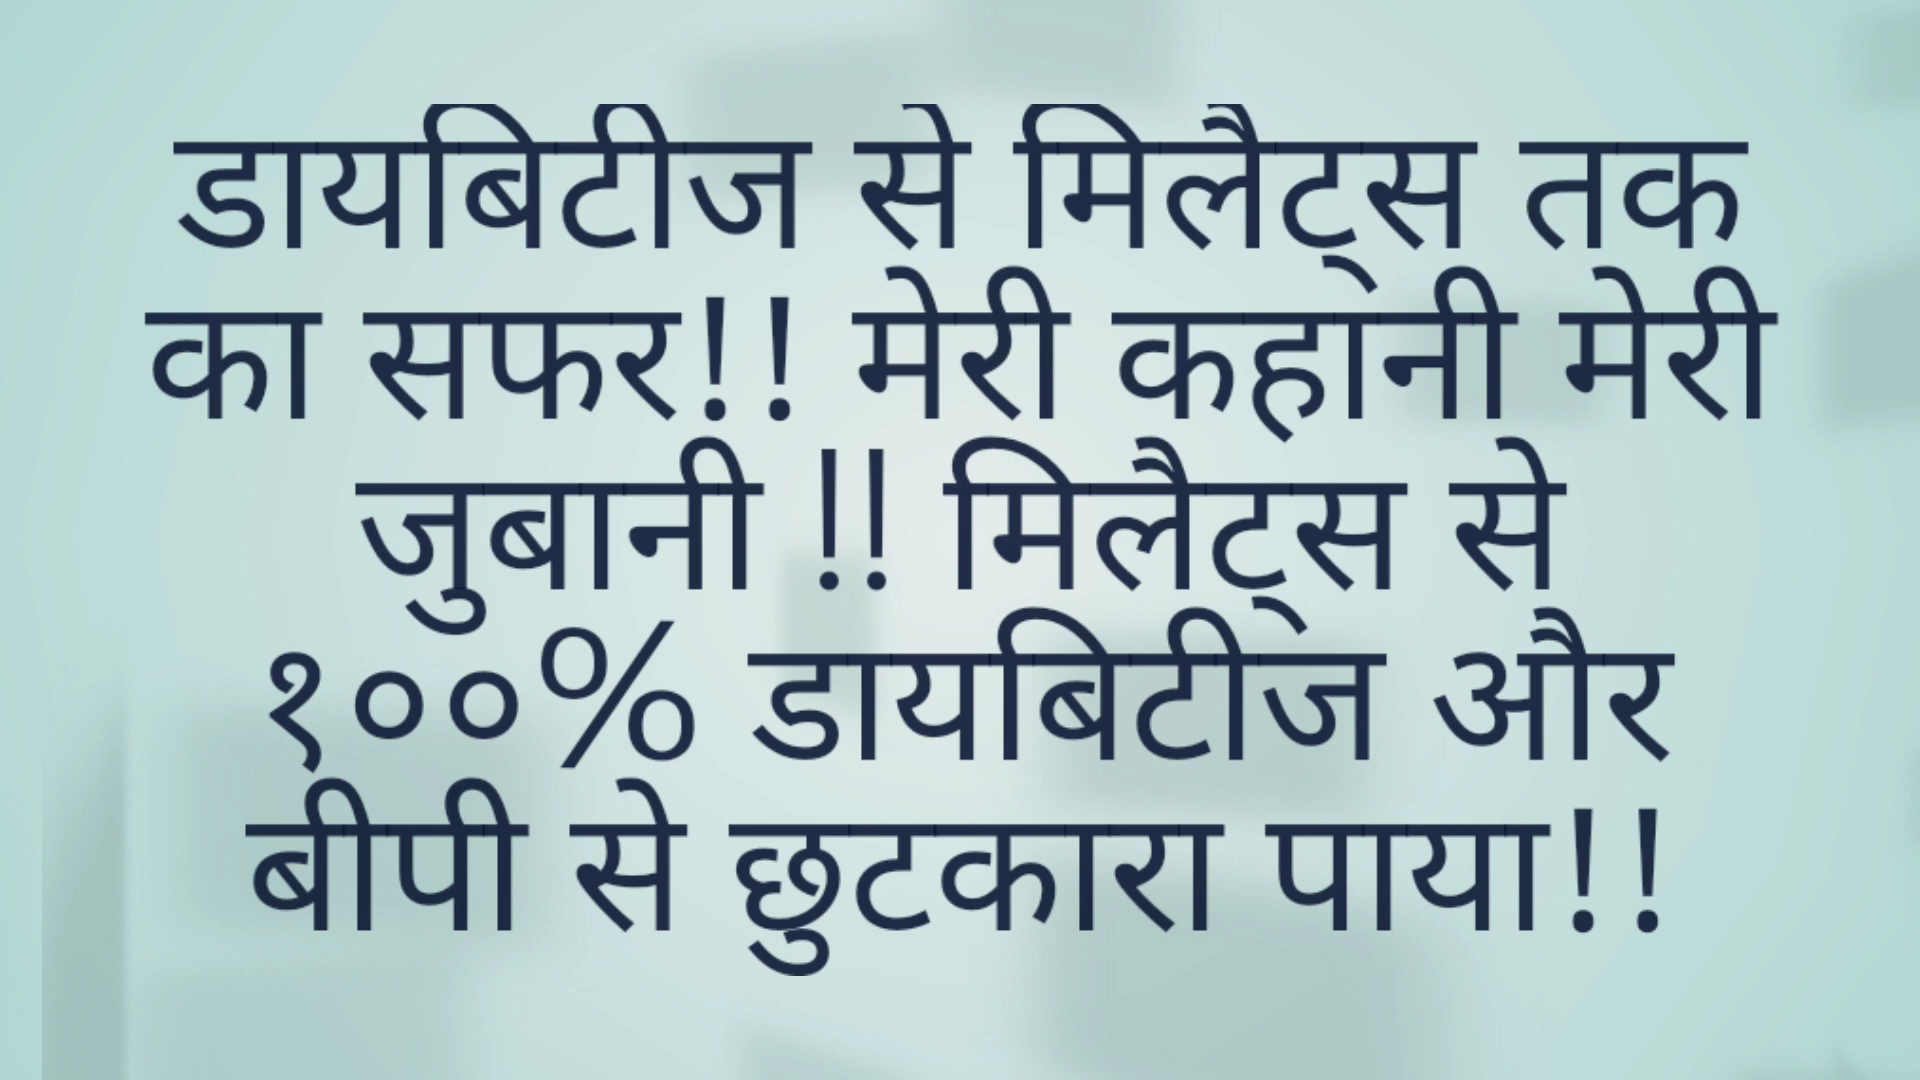 डायबिटीज से मिलैट्स तक
का सफर!! मेरी कहानी मेरी
जुबानी !! मिलैट्स से
१००% डायबिटीज और
बीपी से छुटकारा पाया!!